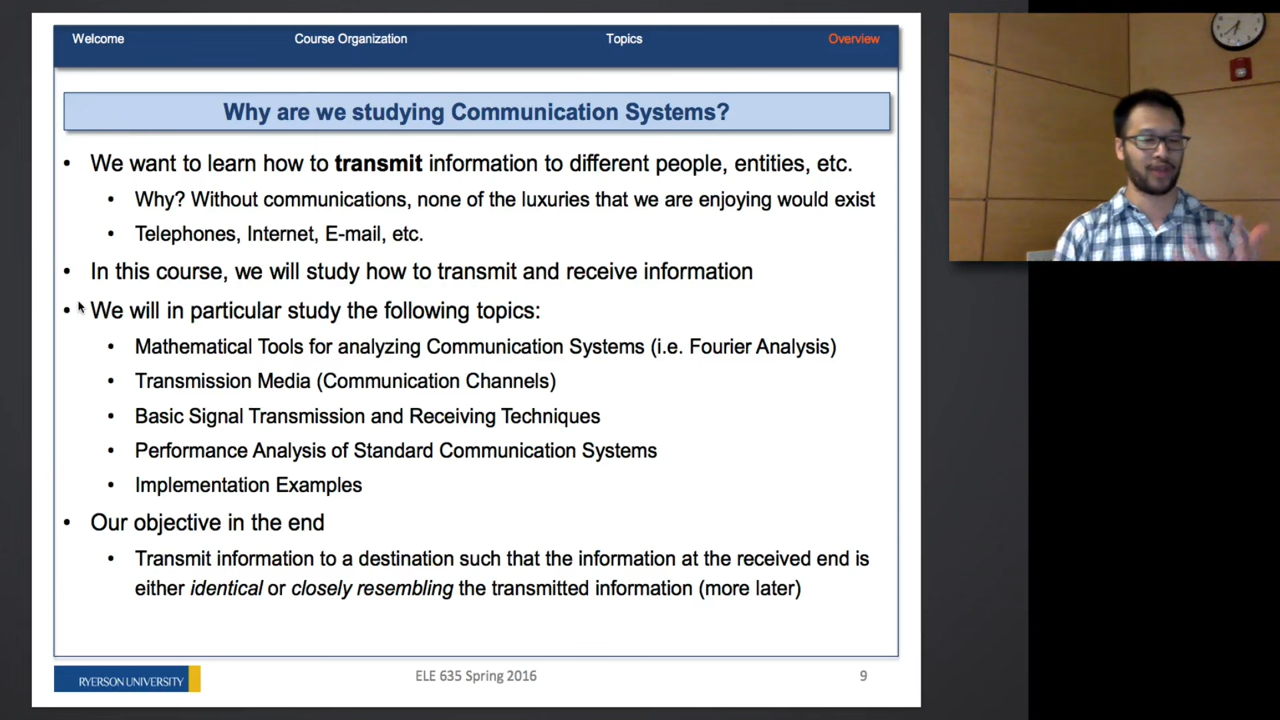 Welcome Course Organization Topics Overview
Why are we studying Communication Systems?
• We want to learn how to transmit information to different people, entities, etc.
• Why? Without communications, none of the luxuries that we are enjoying would exist
• Telephones, Internet, E-mail, etc.
• In this course, we will study how to transmit and receive information
• We will in particular study the following topics:
• Mathematical Tools for analyzing Communication Systems (i.e. Fourier Analysis)
• Transmission Media (Communication Channels)
• Basic Signal Transmission and Receiving Techniques
• Performance Analysis of Standard Communication Systems
• Implementation Examples
• Our objective in the end
• Transmit information to a destination such that the information at the received end is
either identical or closely resembling the transmitted information (more later)
RYERSON UNIVERSITY ELE 635 Spring 2016 9